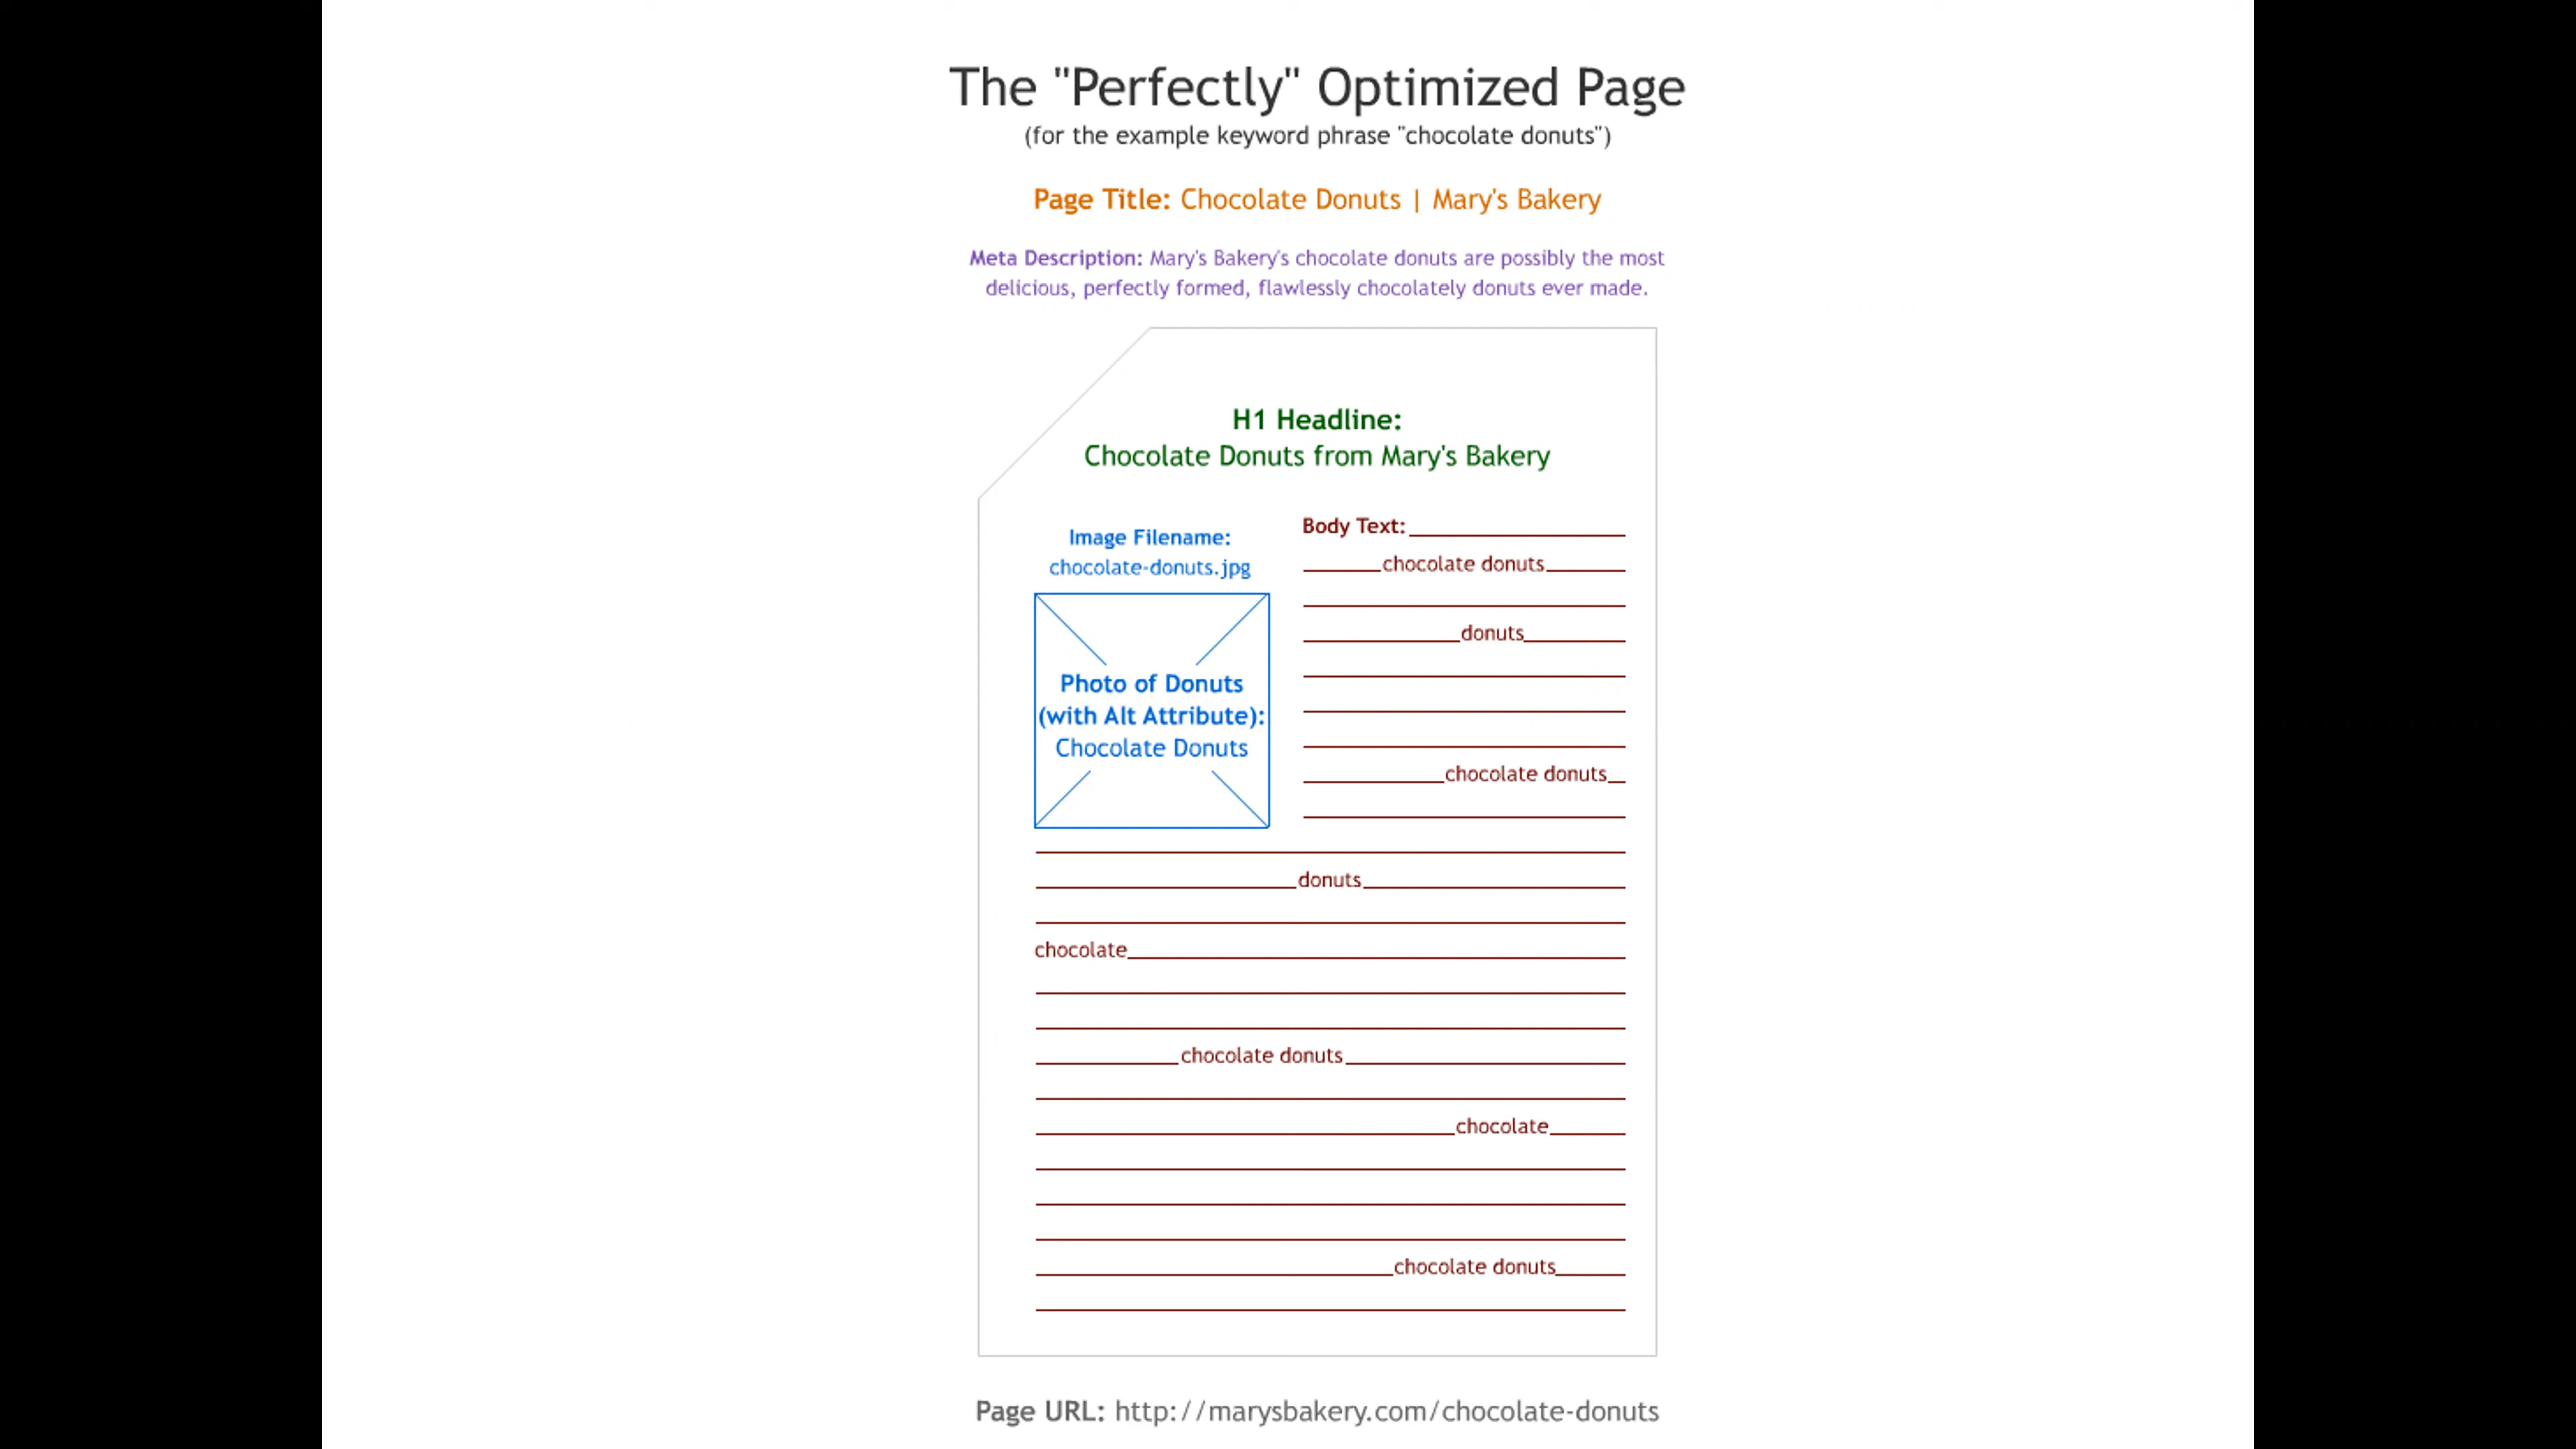 The "Perfectly" Optimized Page
(for the example keyword phrase "chocolate donuts")
Page Title: Chocolate Donuts | Mary's Bakery
Meta Description: Mary's Bakery's chocolate donuts are possibly the most
delicious, perfectly formed, flawlessly chocolately donuts ever made.
H1 Headline:
Chocolate Donuts from Mary's Bakery
Image Filename:
chocolate-donuts.jpg
Photo of Donuts
(with Alt Attribute):
Chocolate Donuts
Body Text:
chocolate donuts
donuts
chocolate donuts
donuts
chocolate
chocolate donuts
chocolate
chocolate donuts
Page URL: http://marysbakery.com/chocolate-donuts